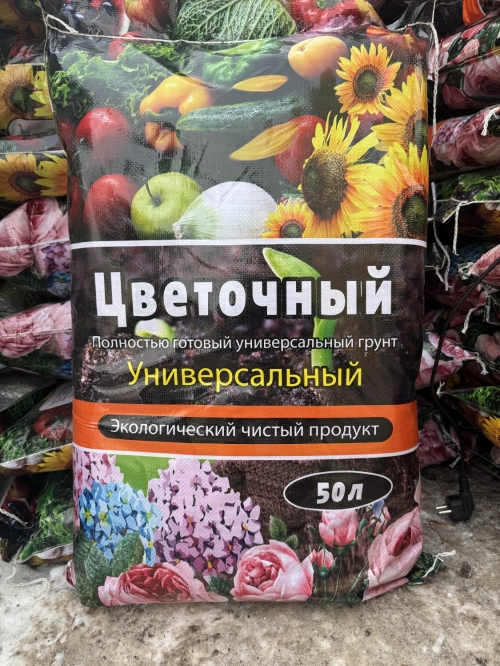 Цветочный
Полностью готовый универсальный грунт
Универсальный
Экологический чистый продукт
50л